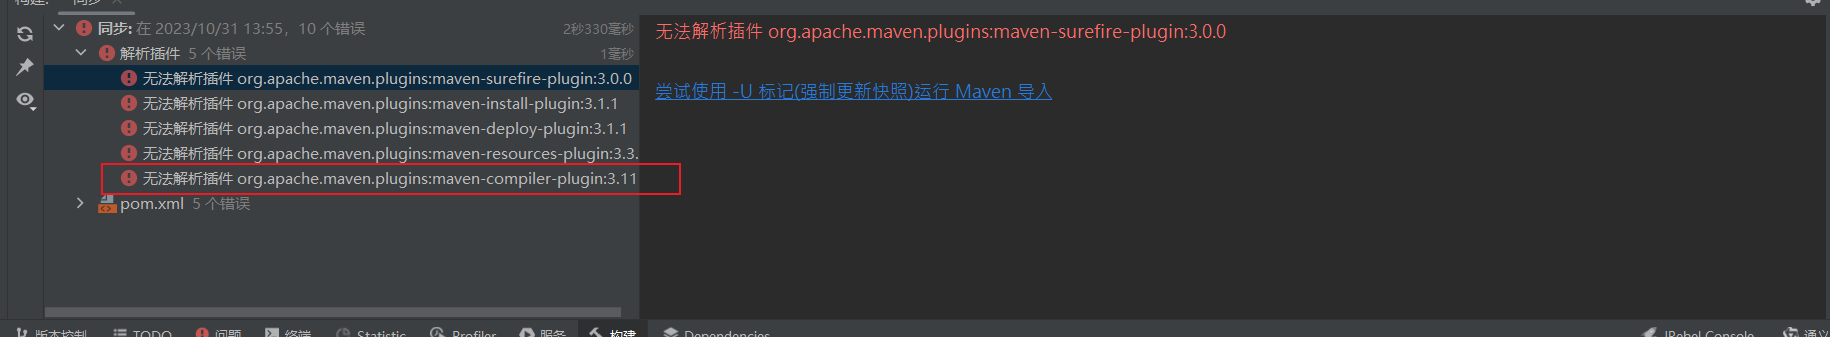 同步: 在 2023/10/31 13:55，10 个错误 2秒330毫秒
解析插件 5 个错误 1毫秒
无法解析插件 org.apache.maven.plugins:maven-surefire-plugin:3.0.0
无法解析插件 org.apache.maven.plugins:maven-install-plugin:3.1.1
无法解析插件 org.apache.maven.plugins:maven-deploy-plugin:3.1.1
无法解析插件 org.apache.maven.plugins:maven-resources-plugin:3.3.
无法解析插件 org.apache.maven.plugins:maven-compiler-plugin:3.11
pom.xml 5 个错误
无法解析插件 org.apache.maven.plugins:maven-surefire-plugin:3.0.0
尝试使用 -U 标记(强制更新快照)运行 Maven 导入
版本控制 TODO 问题 终端 Statistic Profiler 服务 构建 Dependencies JRebel Console 通义